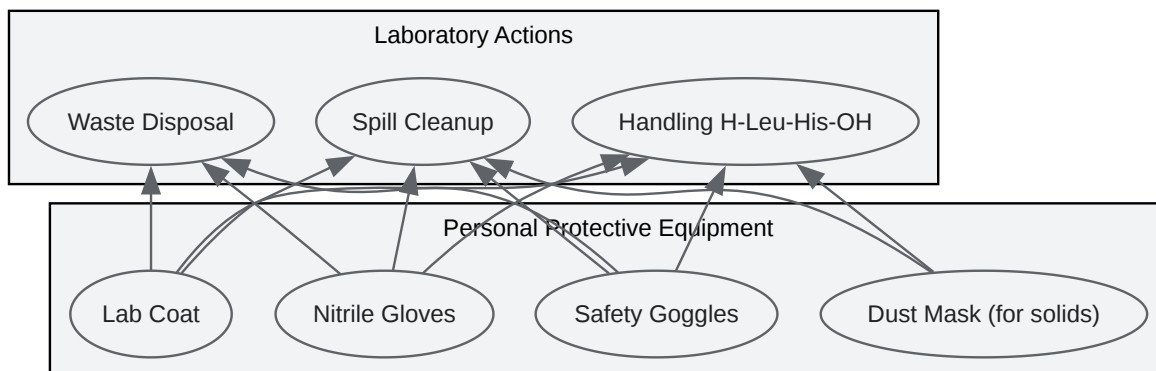 Laboratory Actions
Waste Disposal
Spill Cleanup
Handling H-Leu-His-OH
Personal Protective Equipment
Lab Coat
Nitrile Gloves
Safety Goggles
Dust Mask (for solids)